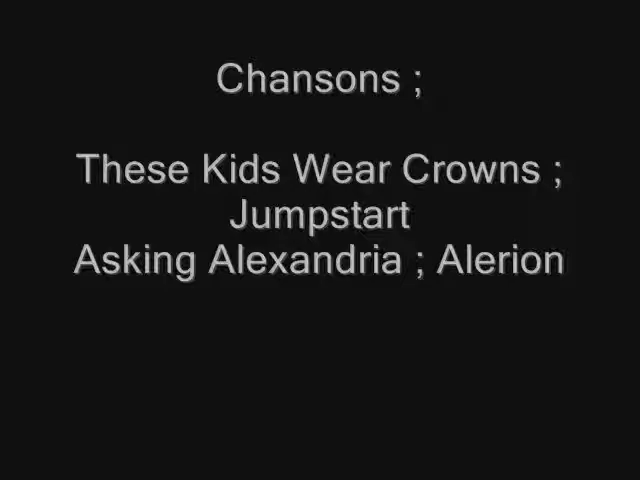 Chansons ;
These Kids Wear Crowns ;
Jumpstart
Asking Alexandria ; Alerion